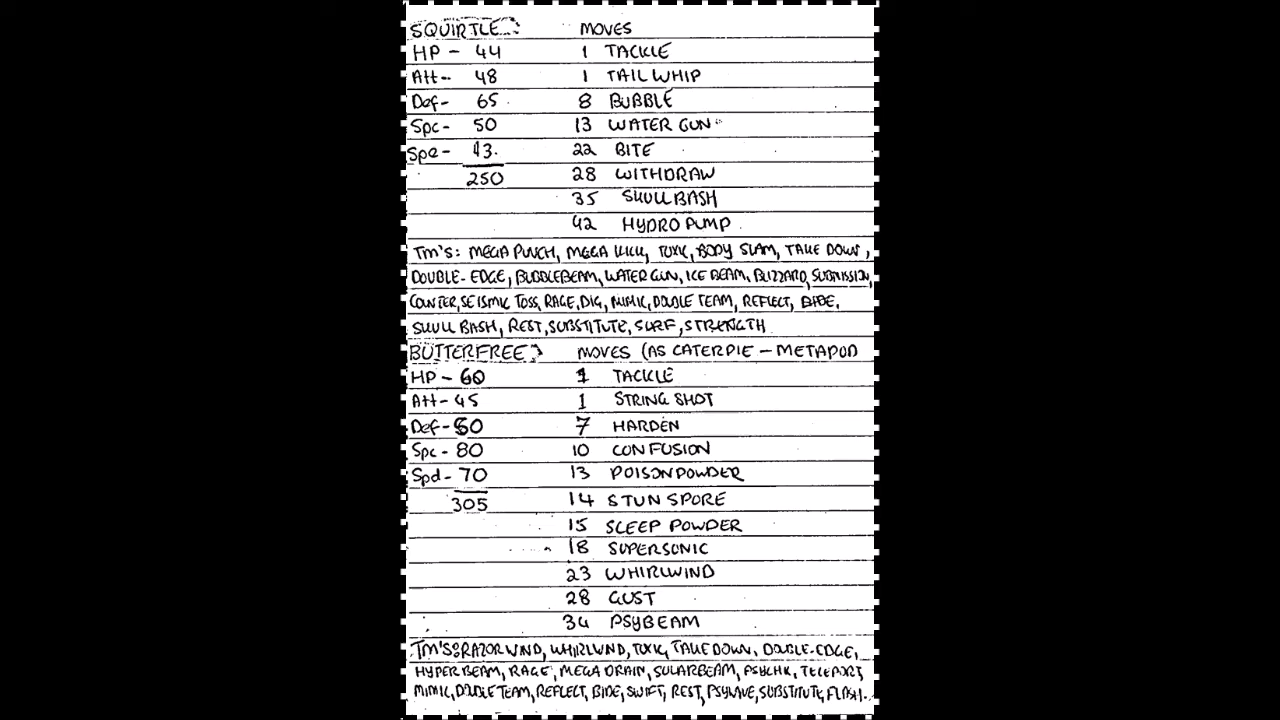 SQUIRTLE: MOVES
HP - 44 1 TACKLE
Att - 48 1 TAIL WHIP
Def - 65 8 BUBBLE
Spc - 50 13 WATER GUN
Spe - 43 22 BITE
250 28 WITHDRAW
35 SKULL BASH
42 HYDRO PUMP
TM'S: MEGA PUNCH, MEGA KICK, TOXIC, BODY SLAM, TAKE DOWN,
DOUBLE-EDGE, BUBBLEBEAM, WATER GUN, ICE BEAM, BLIZZARD, SUBMISSION,
COUNTER, SEISMIC TOSS, RAGE, DIG, MIMIC, DOUBLE TEAM, REFLECT, BIDE,
SKULL BASH, REST, SUBSTITUTE, SURF, STRENGTH
BUTTERFREE: MOVES (AS CATERPIE - METAPOD
HP - 60 1 TACKLE
Att - 45 1 STRING SHOT
Def - 50 7 HARDEN
Spc - 80 10 CONFUSION
Spd - 70 13 POISONPOWDER
305 14 STUN SPORE
15 SLEEP POWDER
18 SUPERSONIC
23 WHIRLWIND
28 GUST
34 PSYBEAM
TM'S: RAZOR WIND, WHIRLWIND, TOXIC, TAKE DOWN, DOUBLE-EDGE,
HYPER BEAM, RAGE, MEGA DRAIN, SOLARBEAM, PSYCHIC, TELEPORT,
MIMIC, DOUBLE TEAM, REFLECT, BIDE, SWIFT, REST, PSYWAVE, SUBSTITUTE, FLASH.